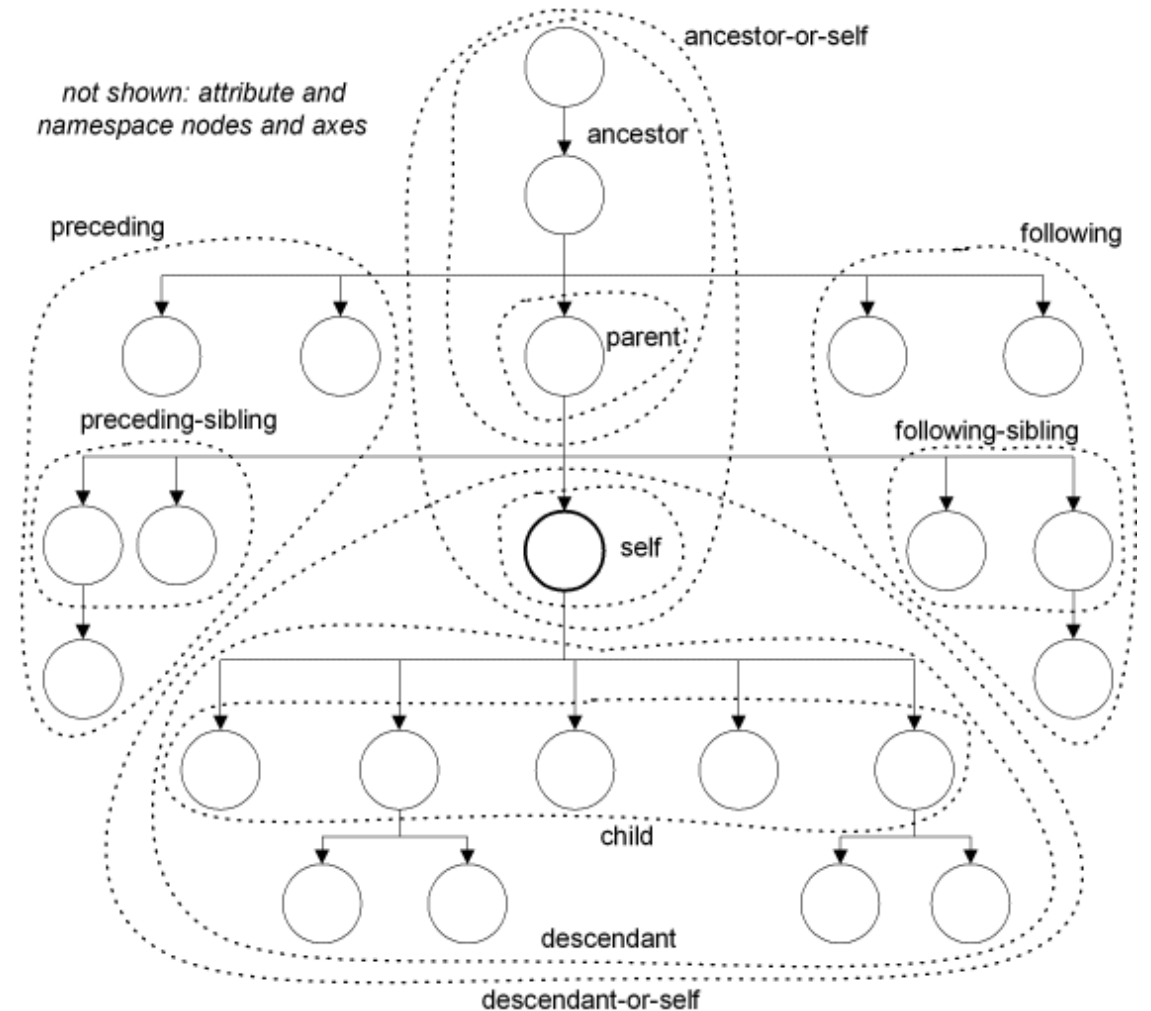 ancestor-or-self
not shown: attribute and
namespace nodes and axes
ancestor
preceding
following
parent
preceding-sibling
following-sibling
self
child
descendant
descendant-or-self